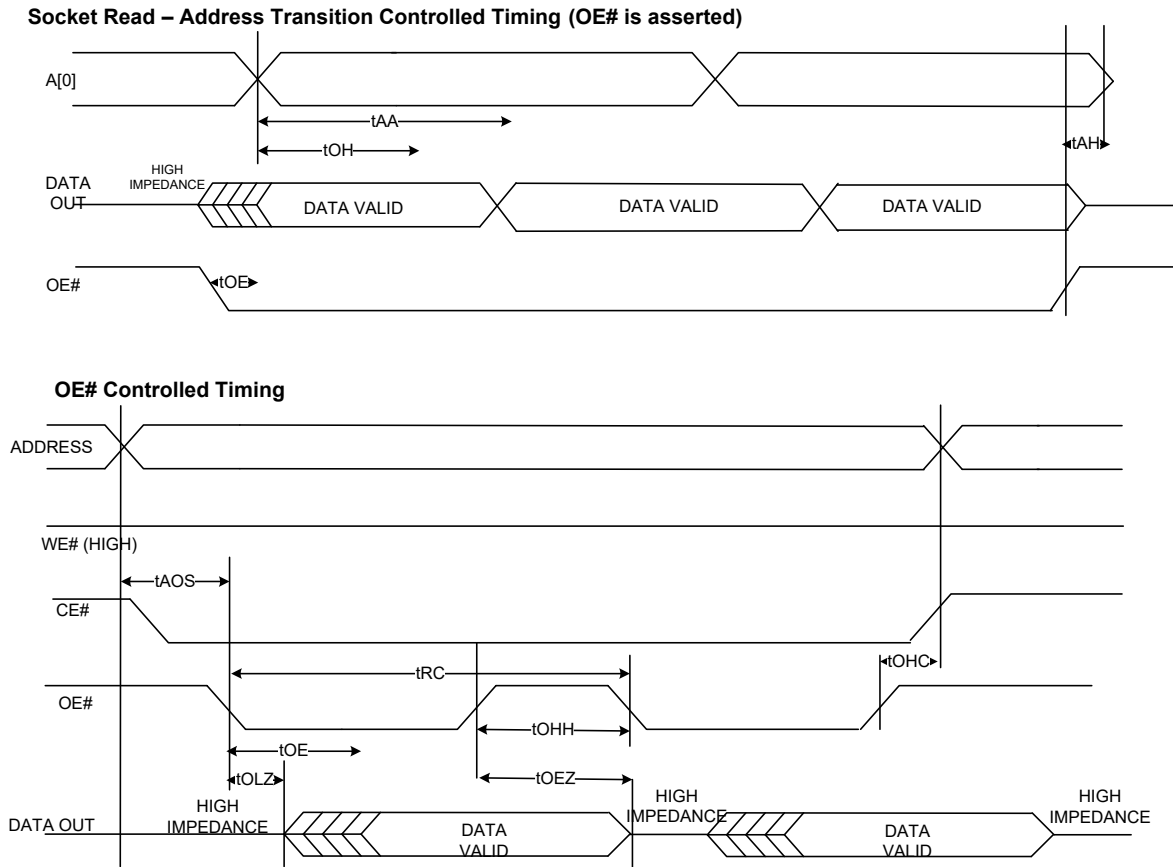 Socket Read – Address Transition Controlled Timing (OE# is asserted)
A[0]
tAA
tOH
tAH
HIGH
IMPEDANCE
DATA
OUT
DATA VALID
DATA VALID
DATA VALID
tOE
OE#
OE# Controlled Timing
ADDRESS
WE# (HIGH)
tAOS
CE#
tOHC
tRC
OE#
tOHH
tOE
tOLZ
tOEZ
HIGH
IMPEDANCE
HIGH
IMPEDANCE
HIGH
IMPEDANCE
DATA OUT
DATA
VALID
DATA
VALID